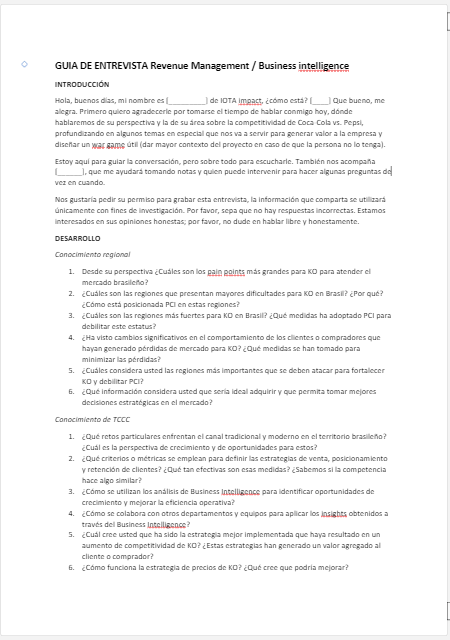 GUIA DE ENTREVISTA Revenue Management / Business intelligence
INTRODUCCIÓN
Hola, buenos días, mi nombre es (__________) de IOTA impact, ¿cómo está? (____) Que bueno, me
alegra. Primero quiero agradecerle por tomarse el tiempo de hablar conmigo hoy, dónde
hablaremos de su perspectiva y la de su área sobre la competitividad de Coca-Cola vs. Pepsi,
profundizando en algunos temas en especial que nos va a servir para generar valor a la empresa y
diseñar un war game útil (dar mayor contexto del proyecto en caso de que la persona no lo tenga).
Estoy aquí para guiar la conversación, pero sobre todo para escucharle. También nos acompaña
(______), que me ayudará tomando notas y quien puede intervenir para hacer algunas preguntas de
vez en cuando.
Nos gustaría pedir su permiso para grabar esta entrevista, la información que comparta se utilizará
únicamente con fines de investigación. Por favor, sepa que no hay respuestas incorrectas. Estamos
interesados en sus opiniones honestas; por favor, no dude en hablar libre y honestamente.
DESARROLLO
Conocimiento regional
1. Desde su perspectiva ¿Cuáles son los pain points más grandes para KO para atender el
mercado brasileño?
2. ¿Cuáles son las regiones que presentan mayores dificultades para KO en Brasil? ¿Por qué?
¿Cómo está posicionada PCI en estas regiones?
3. ¿Cuáles son las regiones más fuertes para KO en Brasil? ¿Qué medidas ha adoptado PCI para
debilitar este estatus?
4. ¿Ha visto cambios significativos en el comportamiento de los clientes o compradores que
hayan generado pérdidas de mercado para KO? ¿Qué medidas se han tomado para
minimizar las pérdidas?
5. ¿Cuáles considera usted las regiones más importantes que se deben atacar para fortalecer
KO y debilitar PCI?
6. ¿Qué información considera usted que sería ideal adquirir y que permita tomar mejores
decisiones estratégicas en el mercado?
Conocimiento de TCCC
1. ¿Qué retos particulares enfrentan el canal tradicional y moderno en el territorio brasileño?
¿Cuál es la perspectiva de crecimiento y de oportunidades para estos?
2. ¿Qué criterios o métricas se emplean para definir las estrategias de venta, posicionamiento
y retención de clientes? ¿Qué tan efectivas son esas medidas? ¿Sabemos si la competencia
hace algo similar?
3. ¿Cómo se utilizan los análisis de Business Intelligence para identificar oportunidades de
crecimiento y mejorar la eficiencia operativa?
4. ¿Cómo se colabora con otros departamentos y equipos para aplicar los insights obtenidos a
través del Business Intelligence?
5. ¿Cuál cree usted que ha sido la estrategia mejor implementada que haya resultado en un
aumento de competitividad de KO? ¿Estas estrategias han generado un valor agregado al
cliente o comprador?
6. ¿Cómo funciona la estrategia de precios de KO? ¿Qué cree que podría mejorar?